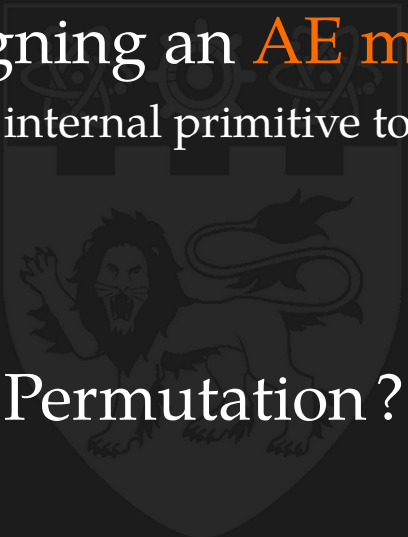 gning an AE m
internal primitive to
Permutation ?